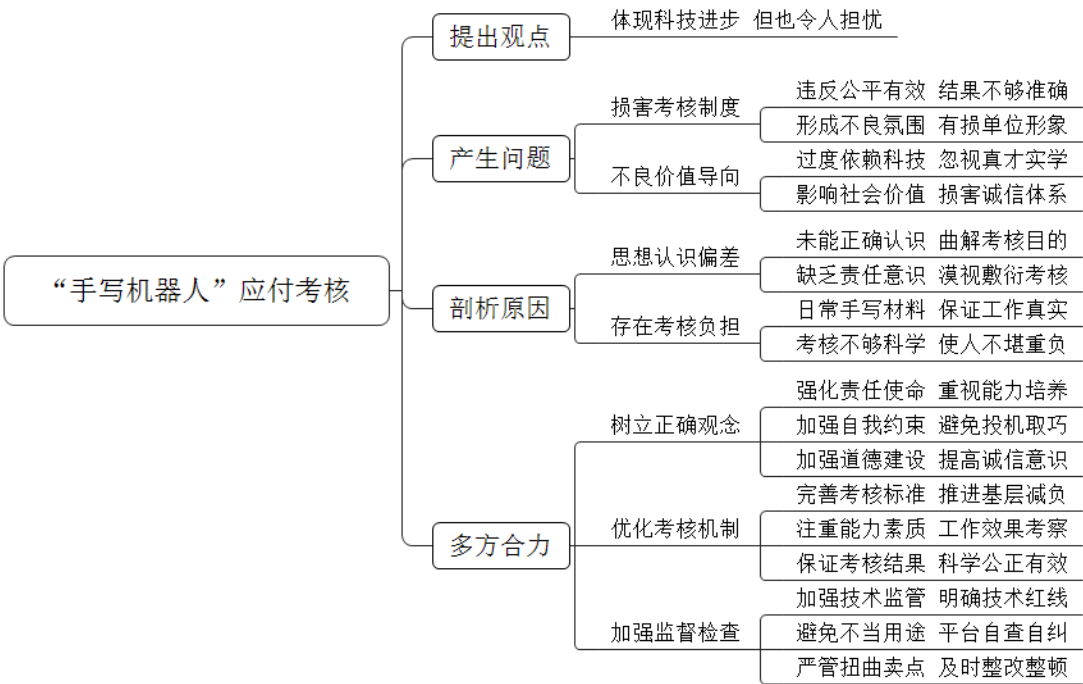 “手写机器人”应付考核
提出观点
体现科技进步 但也令人担忧
产生问题
损害考核制度
违反公平有效 结果不够准确
形成不良氛围 有损单位形象
不良价值导向
过度依赖科技 忽视真才实学
影响社会价值 损害诚信体系
剖析原因
思想认识偏差
未能正确认识 曲解考核目的
缺乏责任意识 漠视敷衍考核
存在考核负担
日常手写材料 保证工作真实
考核不够科学 使人不堪重负
多方合力
树立正确观念
强化责任使命 重视能力培养
加强自我约束 避免投机取巧
加强道德建设 提高诚信意识
优化考核机制
完善考核标准 推进基层减负
注重能力素质 工作效果考察
保证考核结果 科学公正有效
加强监督检查
加强技术监管 明确技术红线
避免不当用途 平台自查自纠
严管扭曲卖点 及时整改整顿